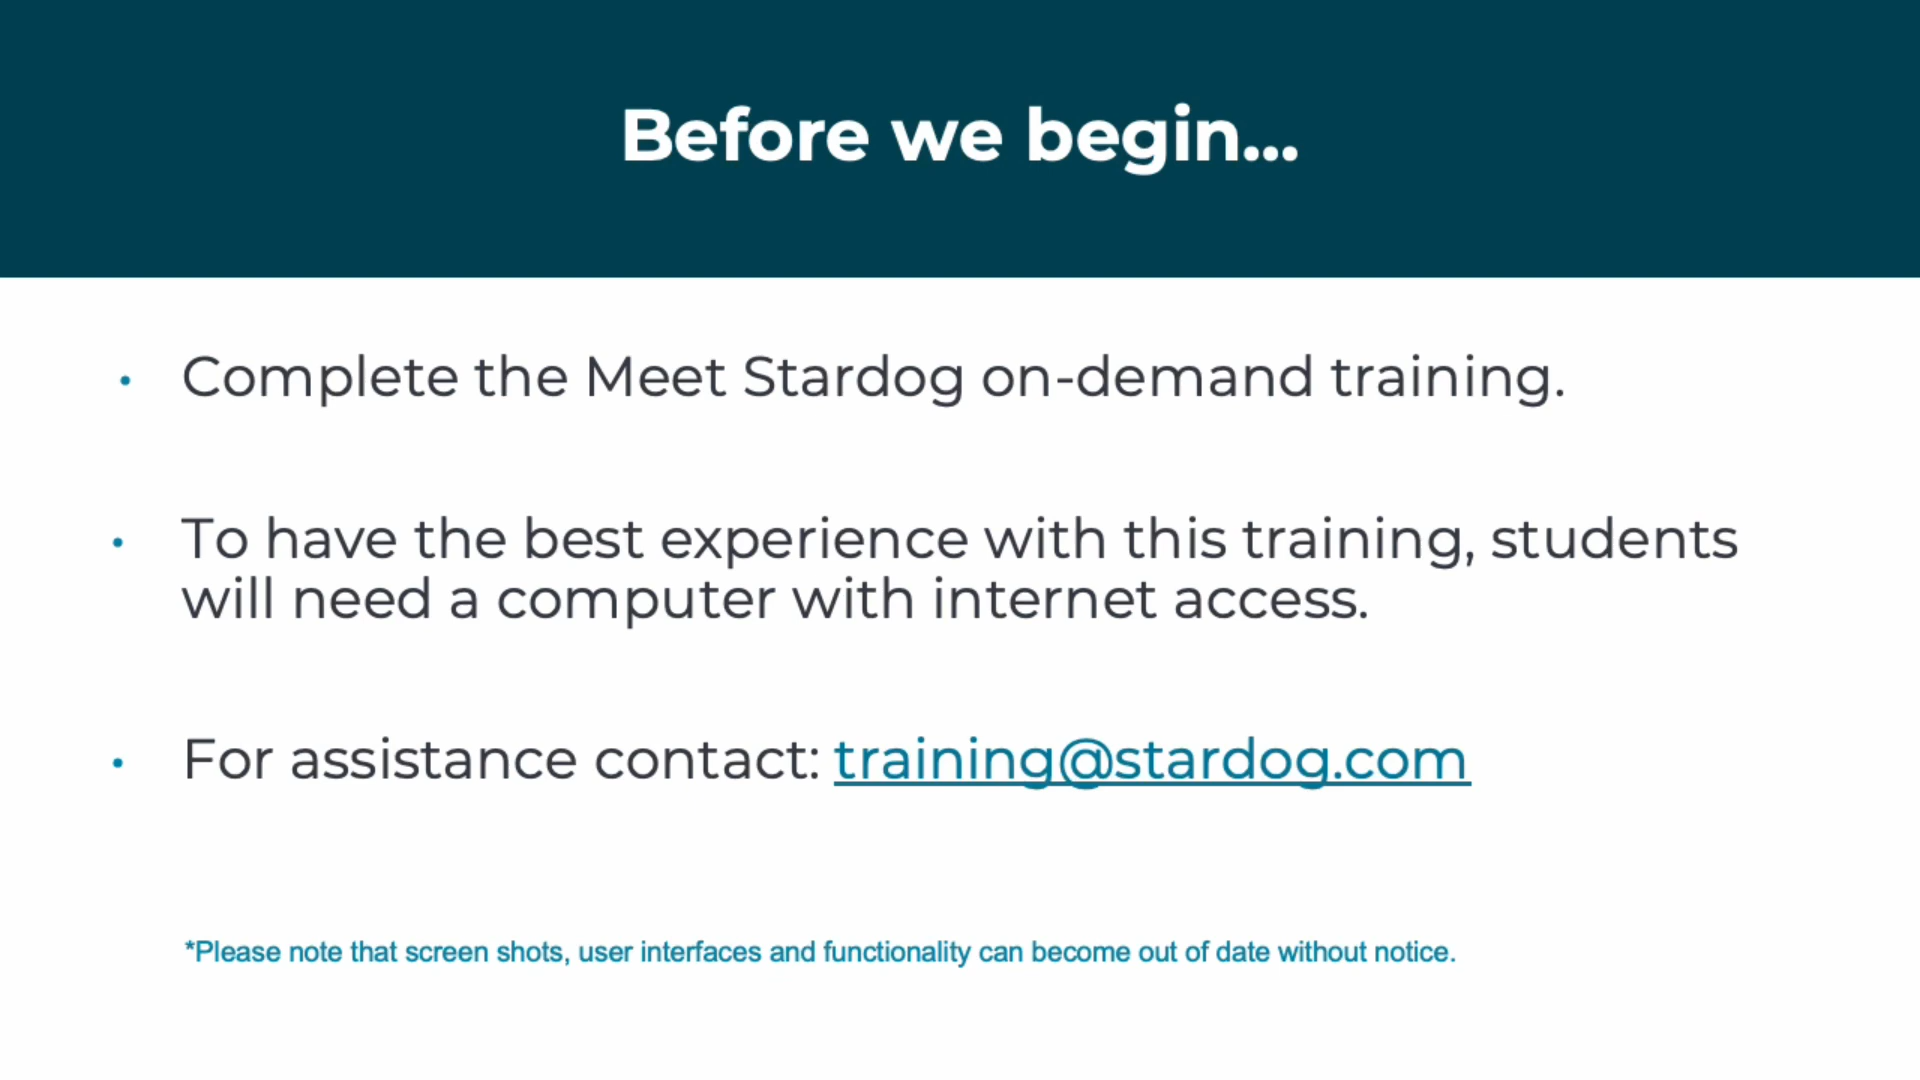 Before we begin...
• Complete the Meet Stardog on-demand training.
• To have the best experience with this training, students
will need a computer with internet access.
• For assistance contact: training@stardog.com
*Please note that screen shots, user interfaces and functionality can become out of date without notice.